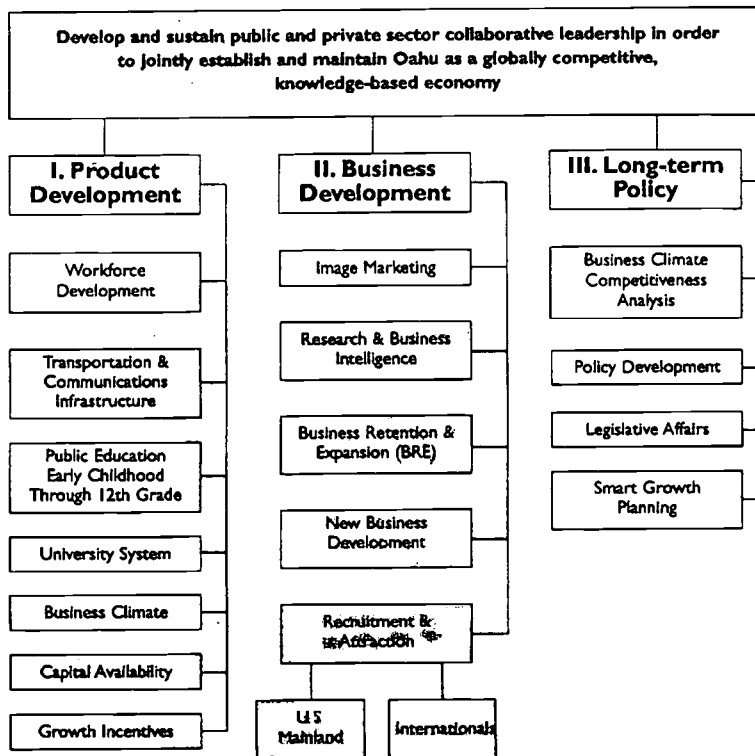 Develop and sustain public and private sector collaborative leadership in order
to jointly establish and maintain Oahu as a globally competitive,
knowledge-based economy
I. Product
Development
Workforce
Development
Transportation &
Communications
Infrastructure
Public Education
Early Childhood
Through 12th Grade
University System
Business Climate
Capital Availability
Growth Incentives
II. Business
Development
Image Marketing
Research & Business
Intelligence
Business Retention &
Expansion (BRE)
New Business
Development
Recruitment &
Attraction
U.S.
Mainland
Internationals
III. Long-term
Policy
Business Climate
Competitiveness
Analysis
Policy Development
Legislative Affairs
Smart Growth
Planning